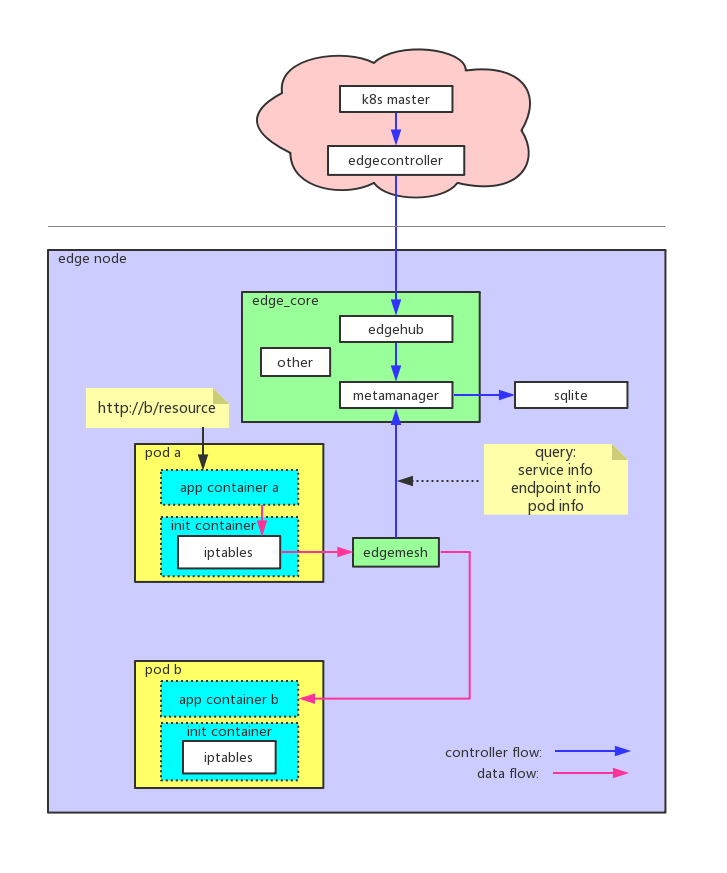 k8s master
edgecontroller
edge node
edge_core
edgehub
other
metamanager
sqlite
http://b/resource
pod a
app container a
init container
iptables
query:
service info
endpoint info
pod info
edgemesh
pod b
app container b
init container
iptables
controller flow:
data flow: